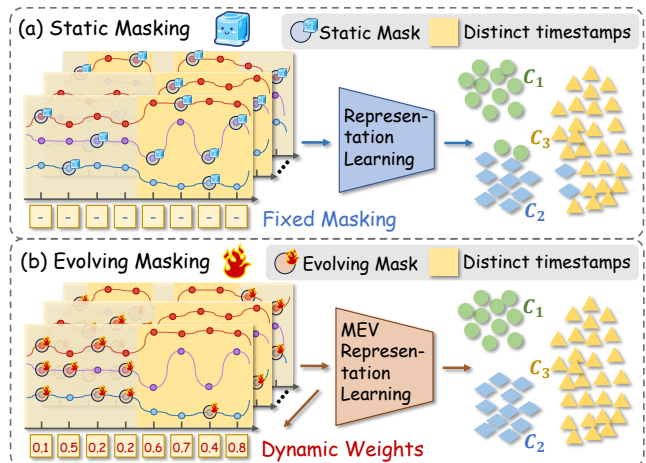 (a) Static Masking
Static Mask
Distinct timestamps
C₁
Represen-
tation
Learning
C₃
C₂
- - - - - - - -
Fixed Masking
(b) Evolving Masking
Evolving Mask
Distinct timestamps
C₁
MEV
Represen-
tation
Learning
C₃
C₂
0.1 0.5 0.2 0.2 0.6 0.7 0.4 0.8
Dynamic Weights